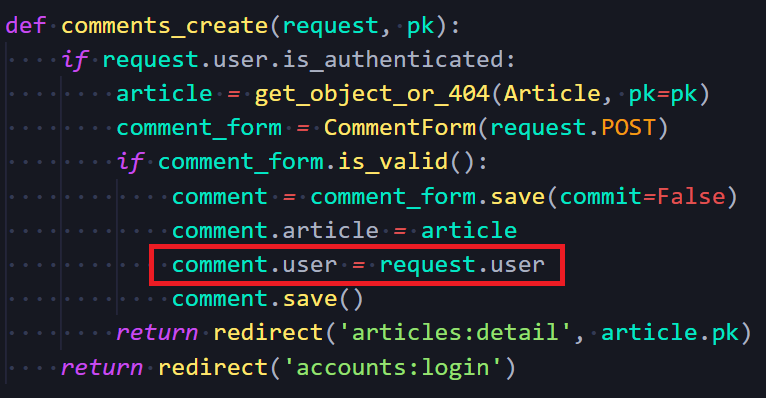 def comments_create(request, pk):
    if request.user.is_authenticated:
        article = get_object_or_404(Article, pk=pk)
        comment_form = CommentForm(request.POST)
        if comment_form.is_valid():
            comment = comment_form.save(commit=False)
            comment.article = article
            comment.user = request.user
            comment.save()
        return redirect('articles:detail', article.pk)
    return redirect('accounts:login')